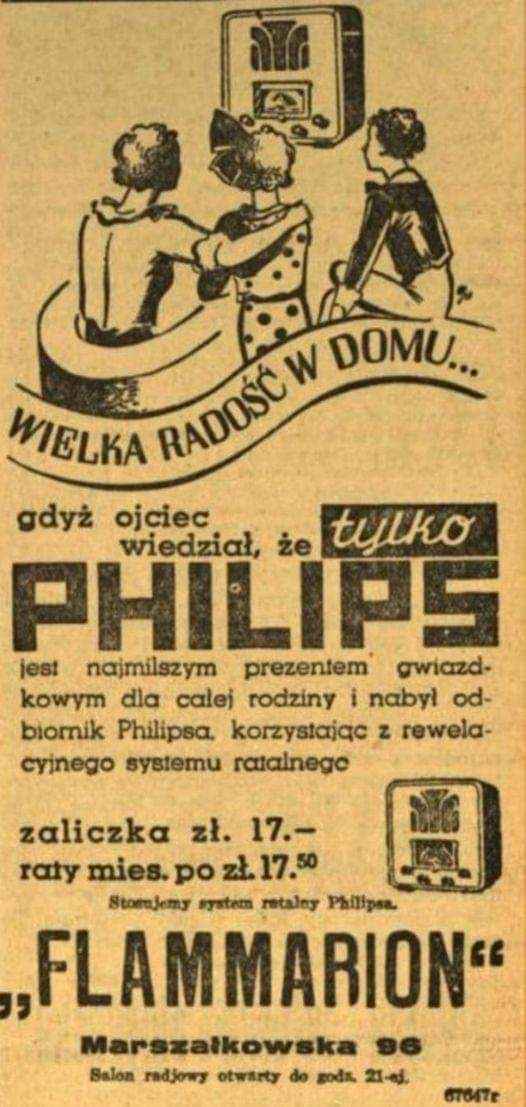 WIELKA RADOŚĆ W DOMU...
gdyż ojciec
wiedział, że tylko
PHILIPS
jest najmilszym prezentem gwiazd-
kowym dla całej rodziny i nabył od-
biornik Philipsa, korzystając z rewela-
cyjnego systemu ratalnego
zaliczka zł. 17.—
raty mies. po zł. 17.50
Stosujemy system ratalny Philipsa.
„FLAMMARION“
Marszałkowska 96
Salon radjowy otwarty do godz. 21-ej.
67647r